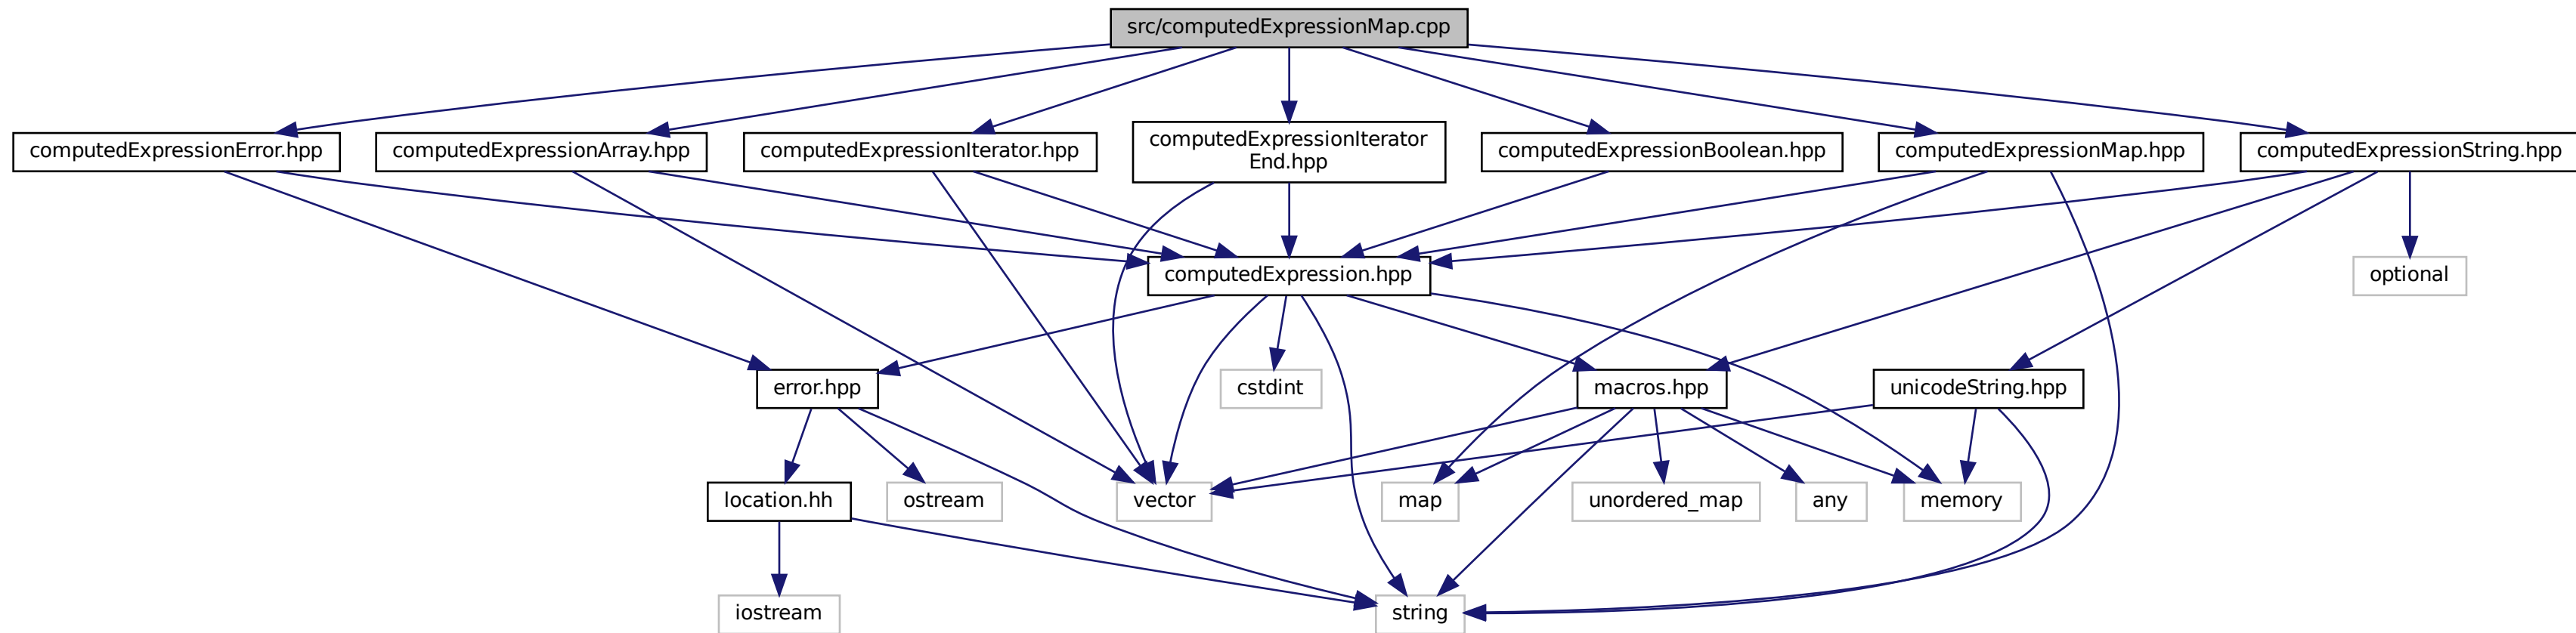 src/computedExpressionMap.cpp
computedExpressionError.hpp
computedExpressionArray.hpp
computedExpressionIterator.hpp
computedExpressionIterator
End.hpp
computedExpressionBoolean.hpp
computedExpressionMap.hpp
computedExpressionString.hpp
computedExpression.hpp
optional
error.hpp
cstdint
macros.hpp
unicodeString.hpp
location.hh
ostream
vector
map
unordered_map
any
memory
iostream
string